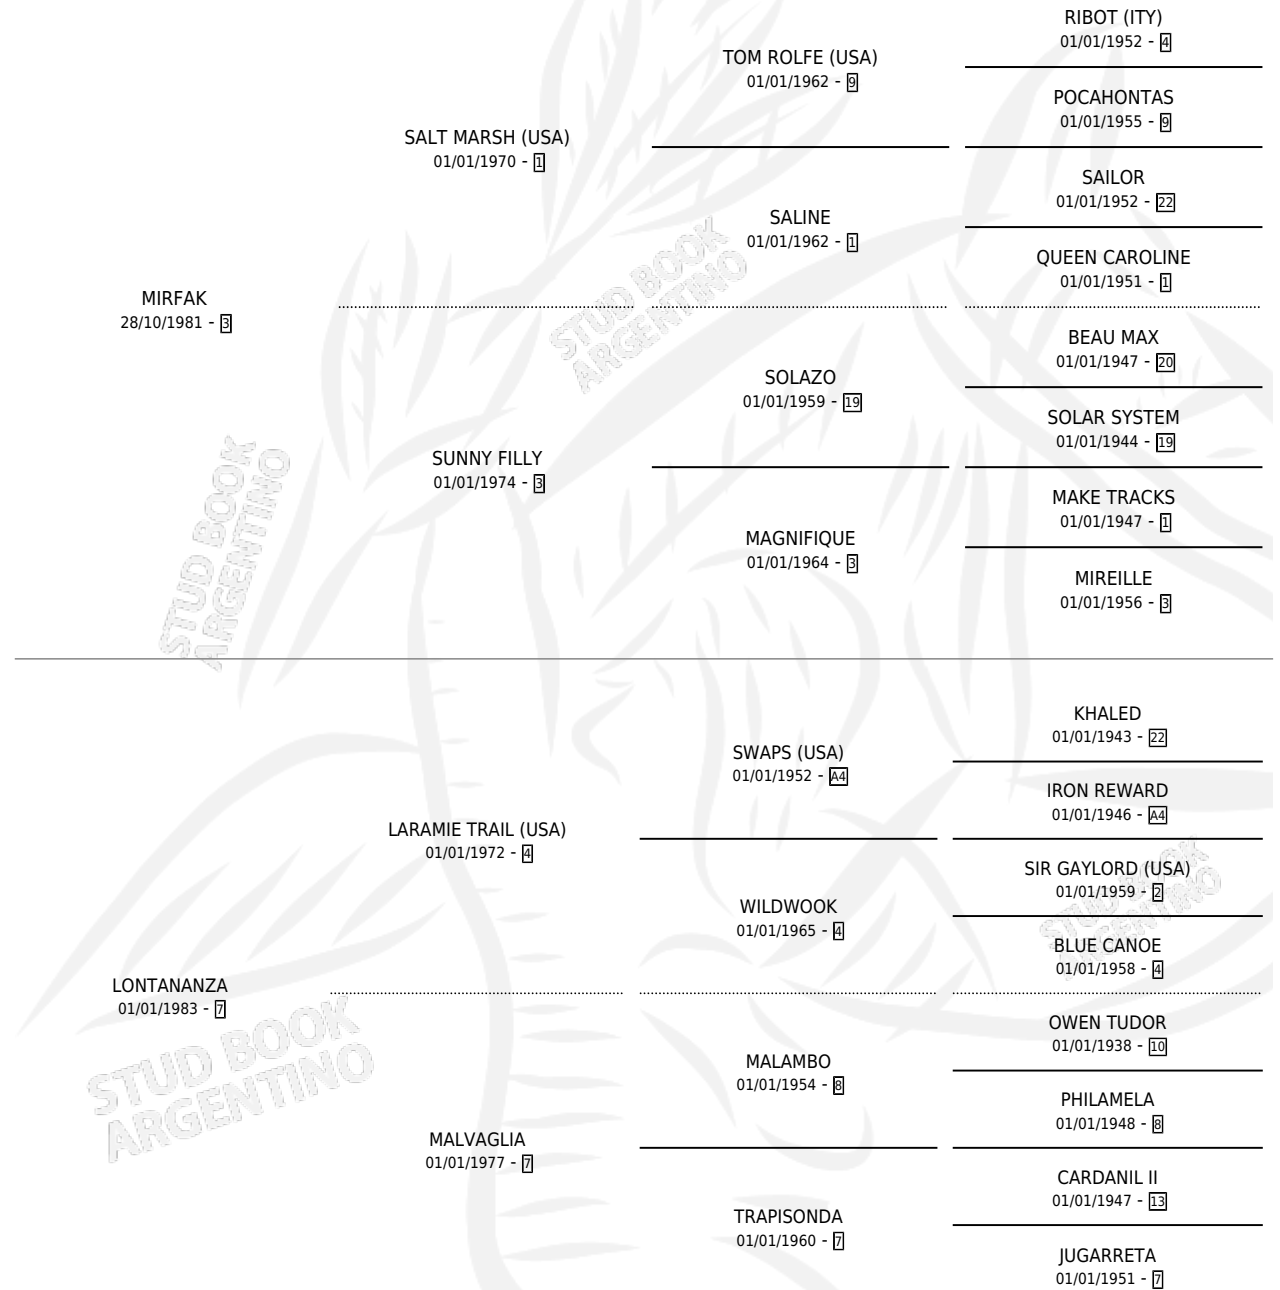 RIBOT (ITY)
01/01/1952 - 4
TOM ROLFE (USA)
01/01/1962 - 9
POCAHONTAS
01/01/1955 - 9
SALT MARSH (USA)
01/01/1970 - 1
SAILOR
01/01/1952 - 22
SALINE
01/01/1962 - 1
QUEEN CAROLINE
01/01/1951 - 1
MIRFAK
28/10/1981 - 3
BEAU MAX
01/01/1947 - 20
SOLAZO
01/01/1959 - 19
SOLAR SYSTEM
01/01/1944 - 19
SUNNY FILLY
01/01/1974 - 3
MAKE TRACKS
01/01/1947 - 1
MAGNIFIQUE
01/01/1964 - 3
MIREILLE
01/01/1956 - 3
STUD BOOK
ARGENTINO
STUD BOOK
ARGENTINO
KHALED
01/01/1943 - 22
SWAPS (USA)
01/01/1952 - A4
IRON REWARD
01/01/1946 - A4
LARAMIE TRAIL (USA)
01/01/1972 - 4
SIR GAYLORD (USA)
01/01/1959 - 2
WILDWOOK
01/01/1965 - 4
BLUE CANOE
01/01/1958 - 4
LONTANANZA
01/01/1983 - 7
OWEN TUDOR
01/01/1938 - 10
MALAMBO
01/01/1954 - 8
PHILAMELA
01/01/1948 - 8
MALVAGLIA
01/01/1977 - 7
CARDANIL II
01/01/1947 - 13
TRAPISONDA
01/01/1960 - 7
JUGARRETA
01/01/1951 - 7
STUD BOOK
ARGENTINO
STUD BOOK
ARGENTINO